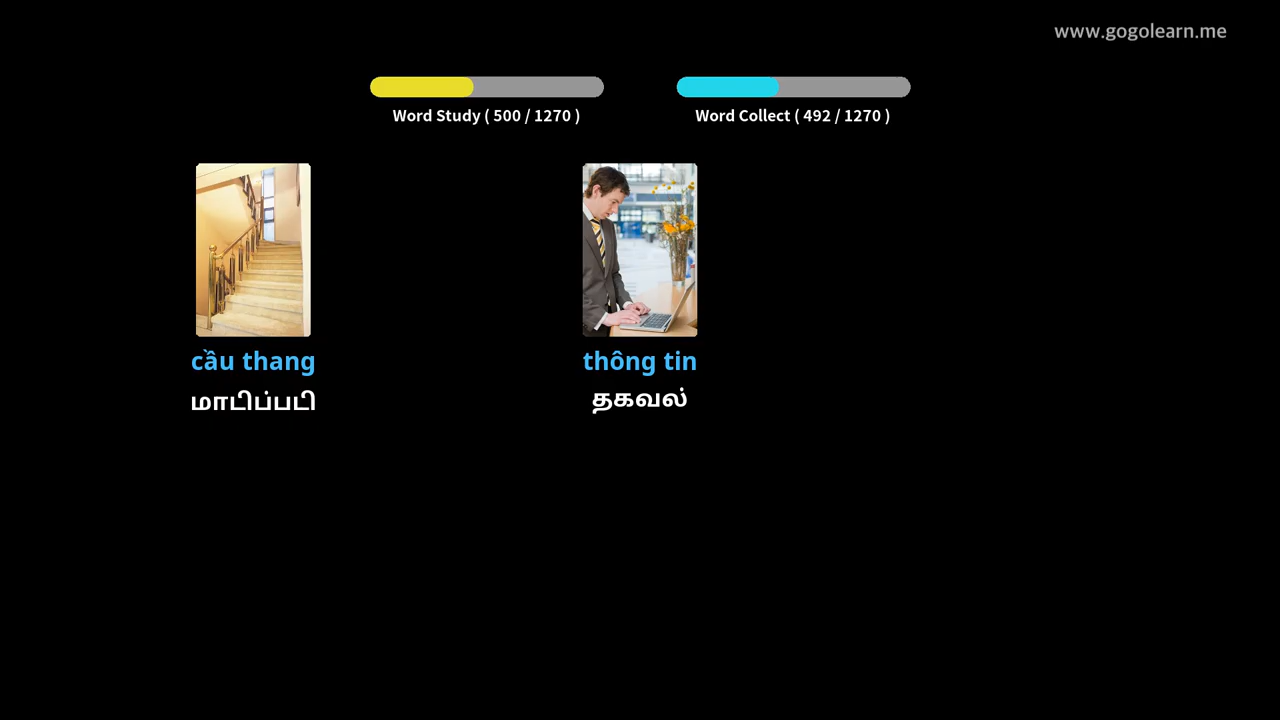 www.gogolearn.me
Word Study ( 500 / 1270 )
Word Collect ( 492 / 1270 )
cầu thang
மாடிப்படி
thông tin
தகவல்